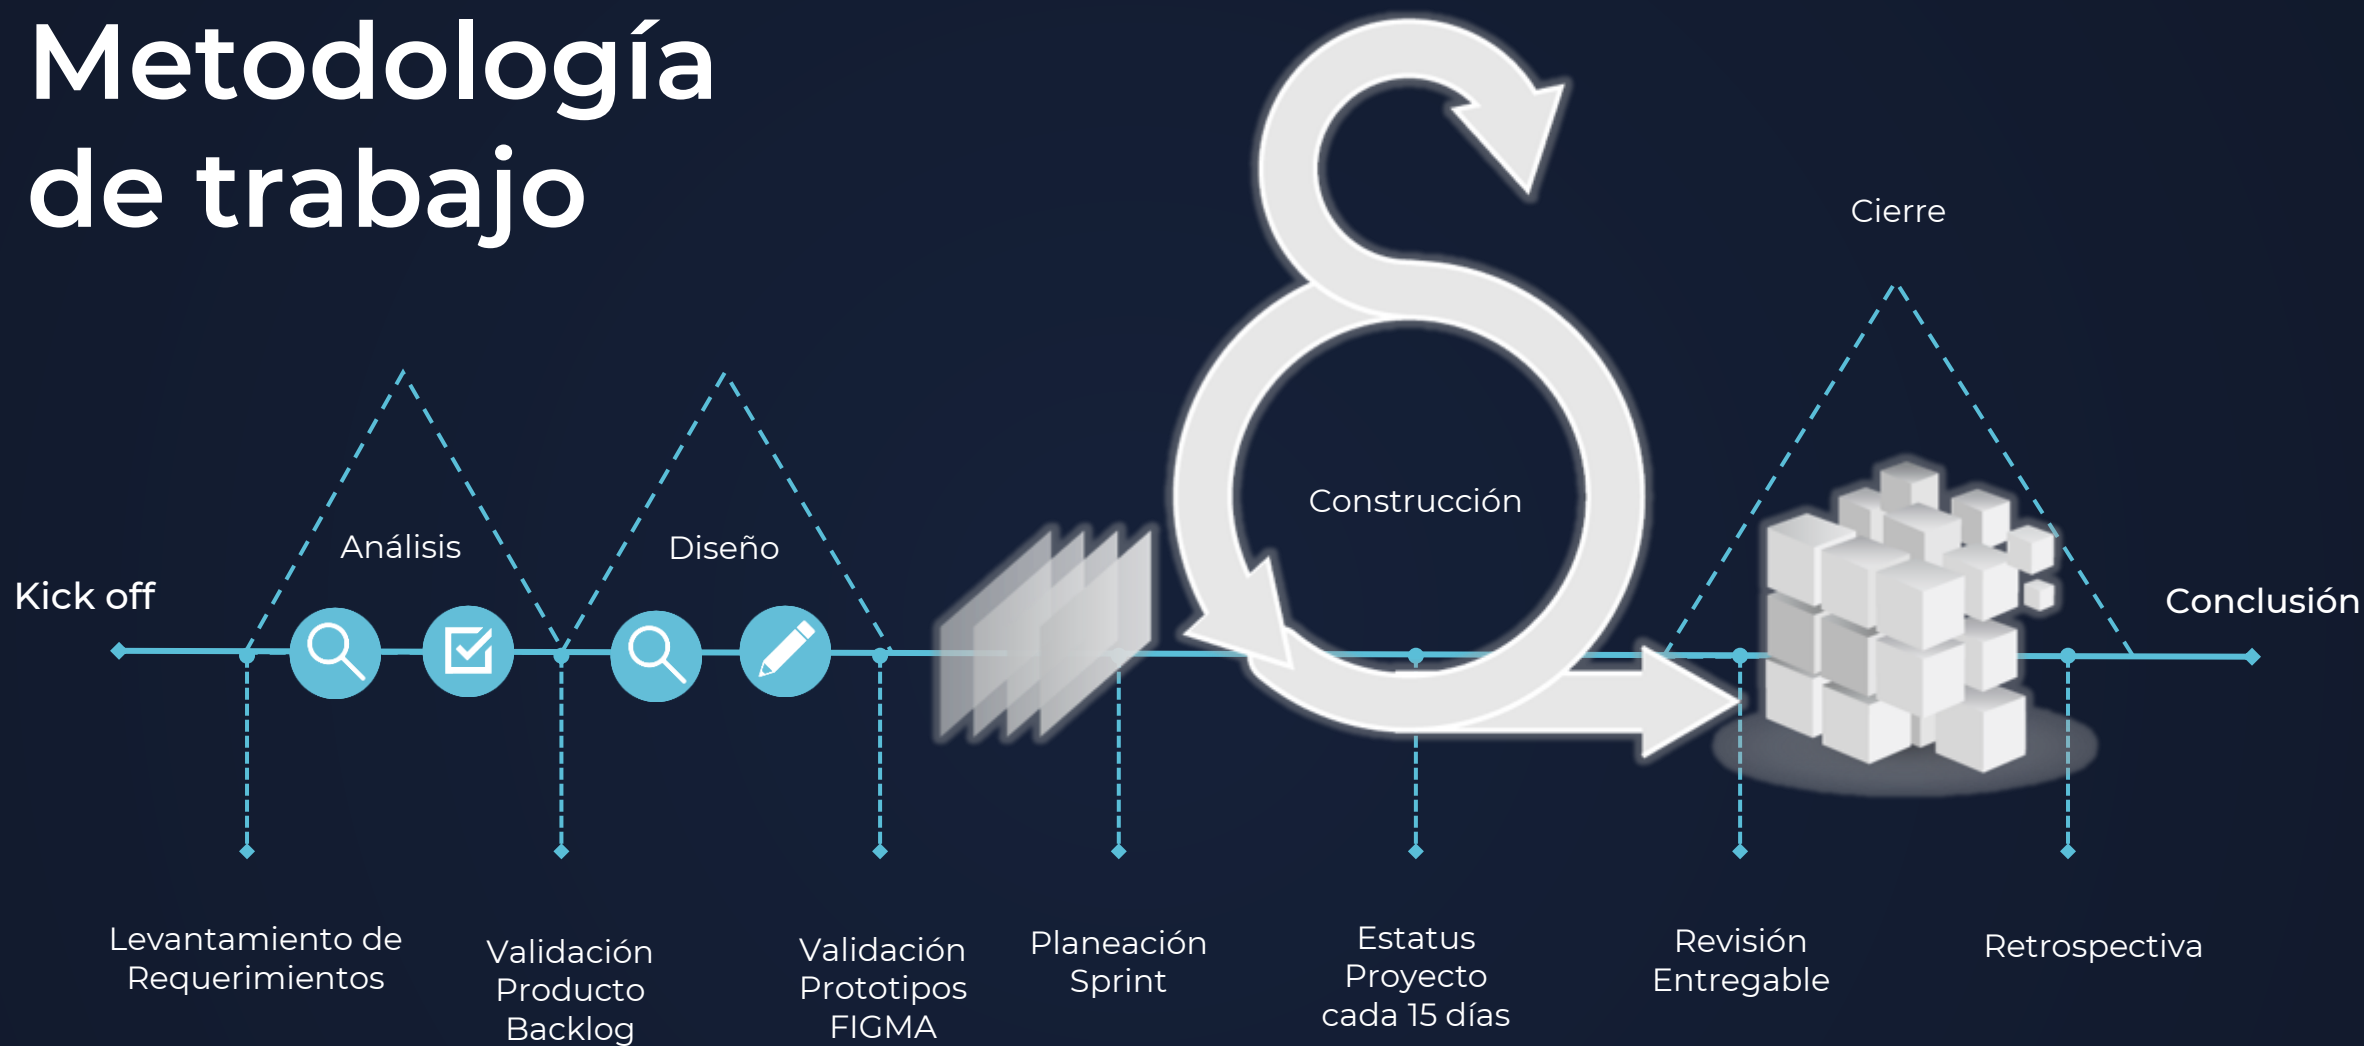 Metodología
de trabajo
Cierre
Construcción
Análisis
Diseño
Kick off
Conclusión
Levantamiento de
Requerimientos
Validación
Producto
Backlog
Validación
Prototipos
FIGMA
Planeación
Sprint
Estatus
Proyecto
cada 15 días
Revisión
Entregable
Retrospectiva